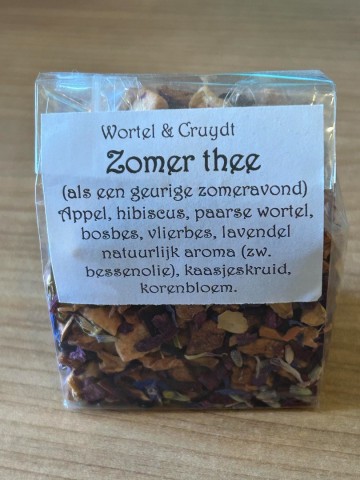 Wortel & Cruydt
Zomer thee
(als een geurige zomeravond)
Appel, hibiscus, paarse wortel,
bosbes, vlierbes, lavendel
natuurlijk aroma (zw.
bessenolie), kaasjeskruid,
korenbloem.